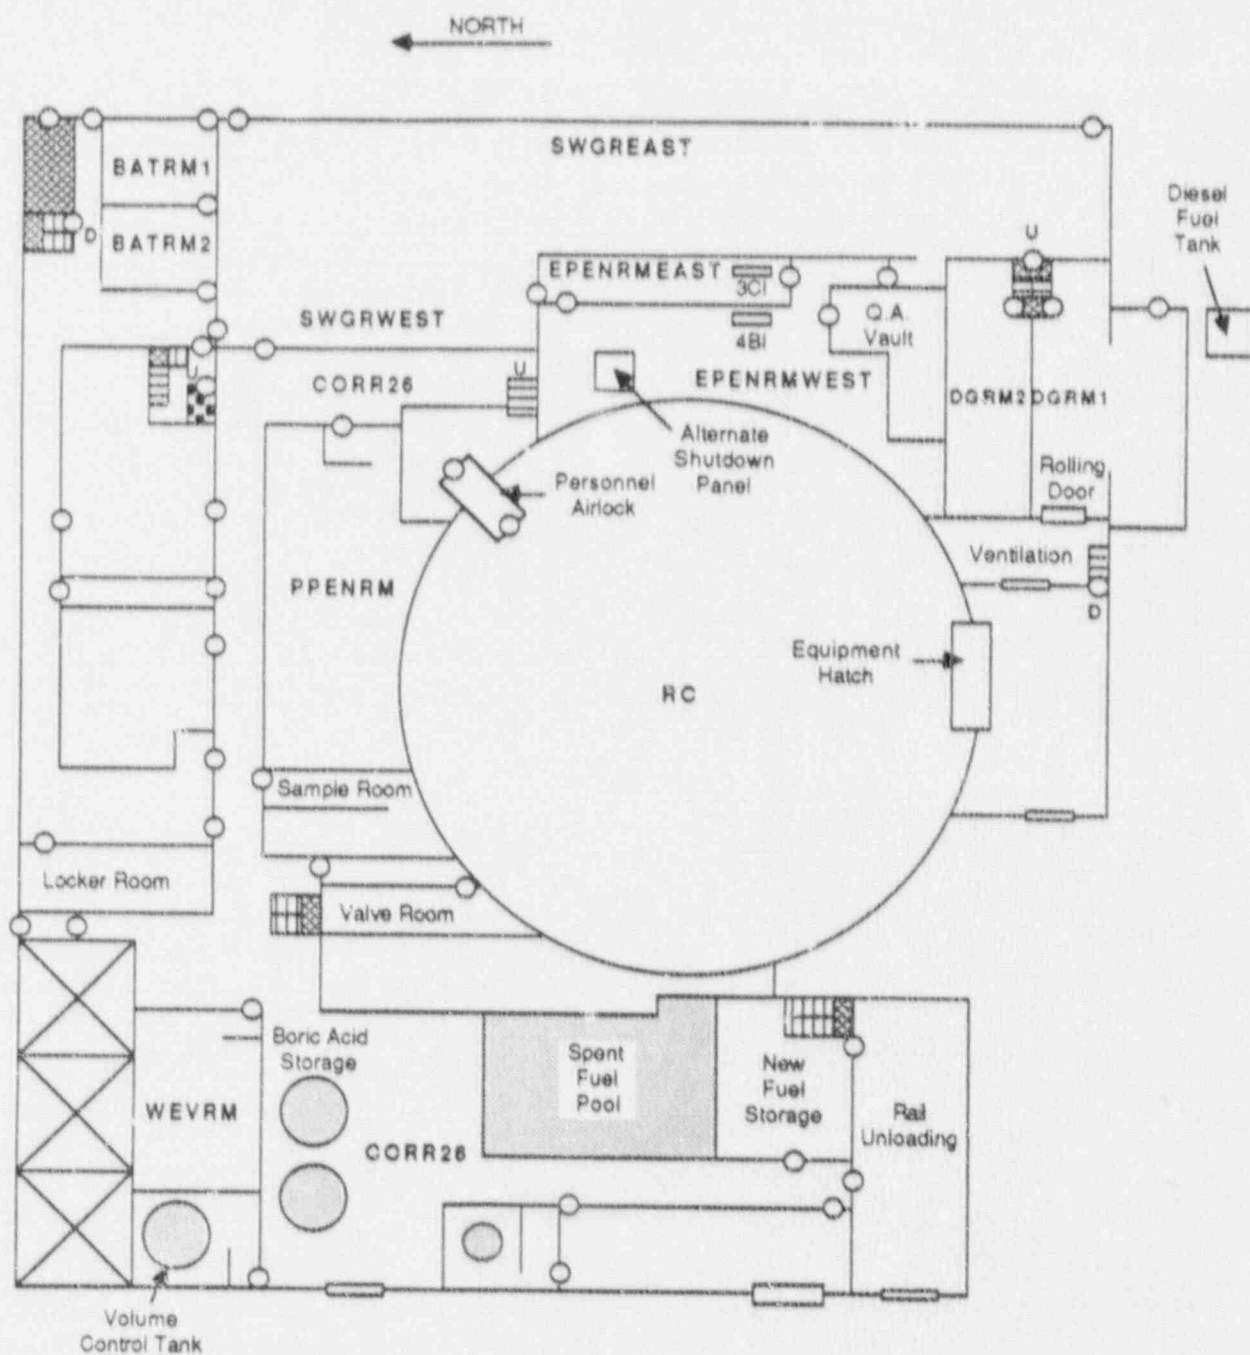 NORTH
SWGREAST
BATRM1
Diesel
Fuel
Tank
BATRM2
D
U
EPENRMEAST
3CI
Q.A.
Vault
SWGRWEST
4BI
U
CORR26
U
EPENRMWEST
DGRM2
DGRM1
Alternate
Shutdown
Panel
Personnel
Airlock
Rolling
Door
Ventilation
PPENRM
D
Equipment
Hatch
RC
Sample Room
Locker Room
Valve Room
Boric Acid
Storage
Spent
Fuel
Pool
New
Fuel
Storage
WEVRM
Rail
Unloading
CORR26
Volume
Control Tank